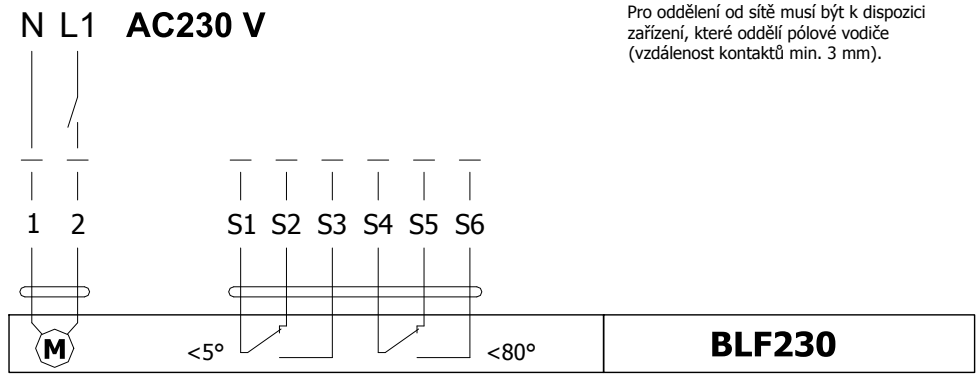 N L1 AC230 V
Pro oddělení od sítě musí být k dispozici
zařízení, které oddělí pólové vodiče
(vzdálenost kontaktů min. 3 mm).
1 2 S1 S2 S3 S4 S5 S6
M <5° <80° BLF230